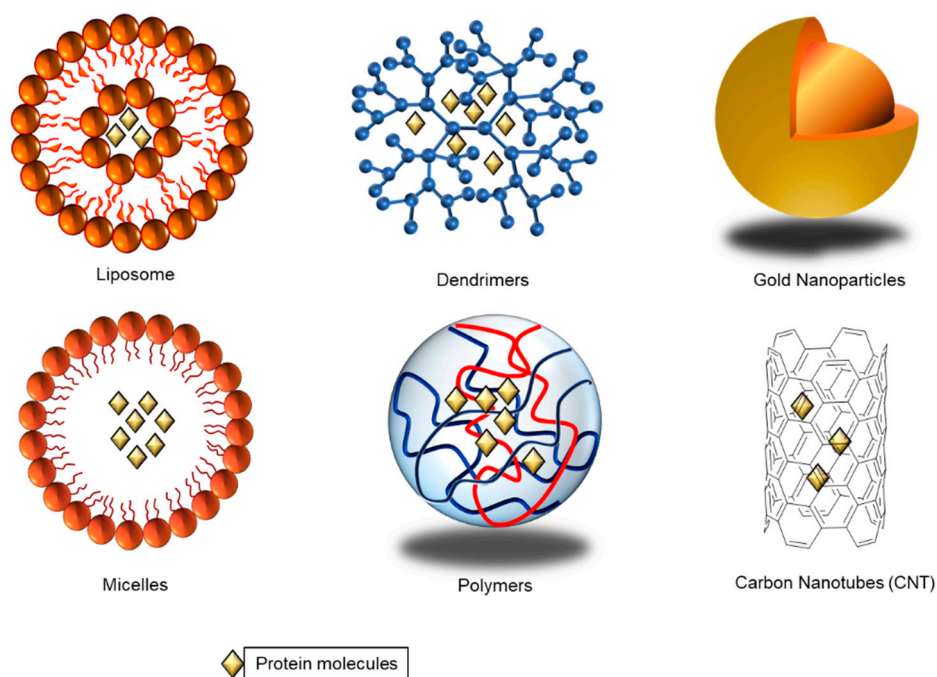 Liposome
Dendrimers
Gold Nanoparticles
Micelles
Polymers
Carbon Nanotubes (CNT)
Protein molecules